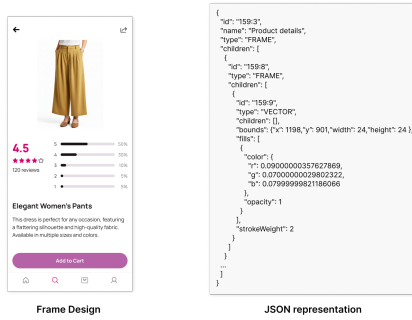 4.5
120 reviews
5 50%
4 50%
3 10%
2 5%
1 5%
Elegant Women's Pants
This dress is perfect for any occasion, featuring
a flattering silhouette and high-quality fabric.
Available in multiple sizes and colors.
Add to Cart
Frame Design
{
"id": "159:3",
"name": "Product details",
"type": "FRAME",
"children": [
{
"id": "159:8",
"type": "FRAME",
"children": [
{
"id": "159:9",
"type": "VECTOR",
"children": [],
"bounds": {"x": 1198,"y": 901,"width": 24,"height": 24 },
"fills": [
{
"color": {
"r": 0.09000000357627869,
"g": 0.07000000029802322,
"b": 0.07999999821186066
},
"opacity": 1
}
],
"strokeWeight": 2
}
]
}
...
]
}
JSON representation